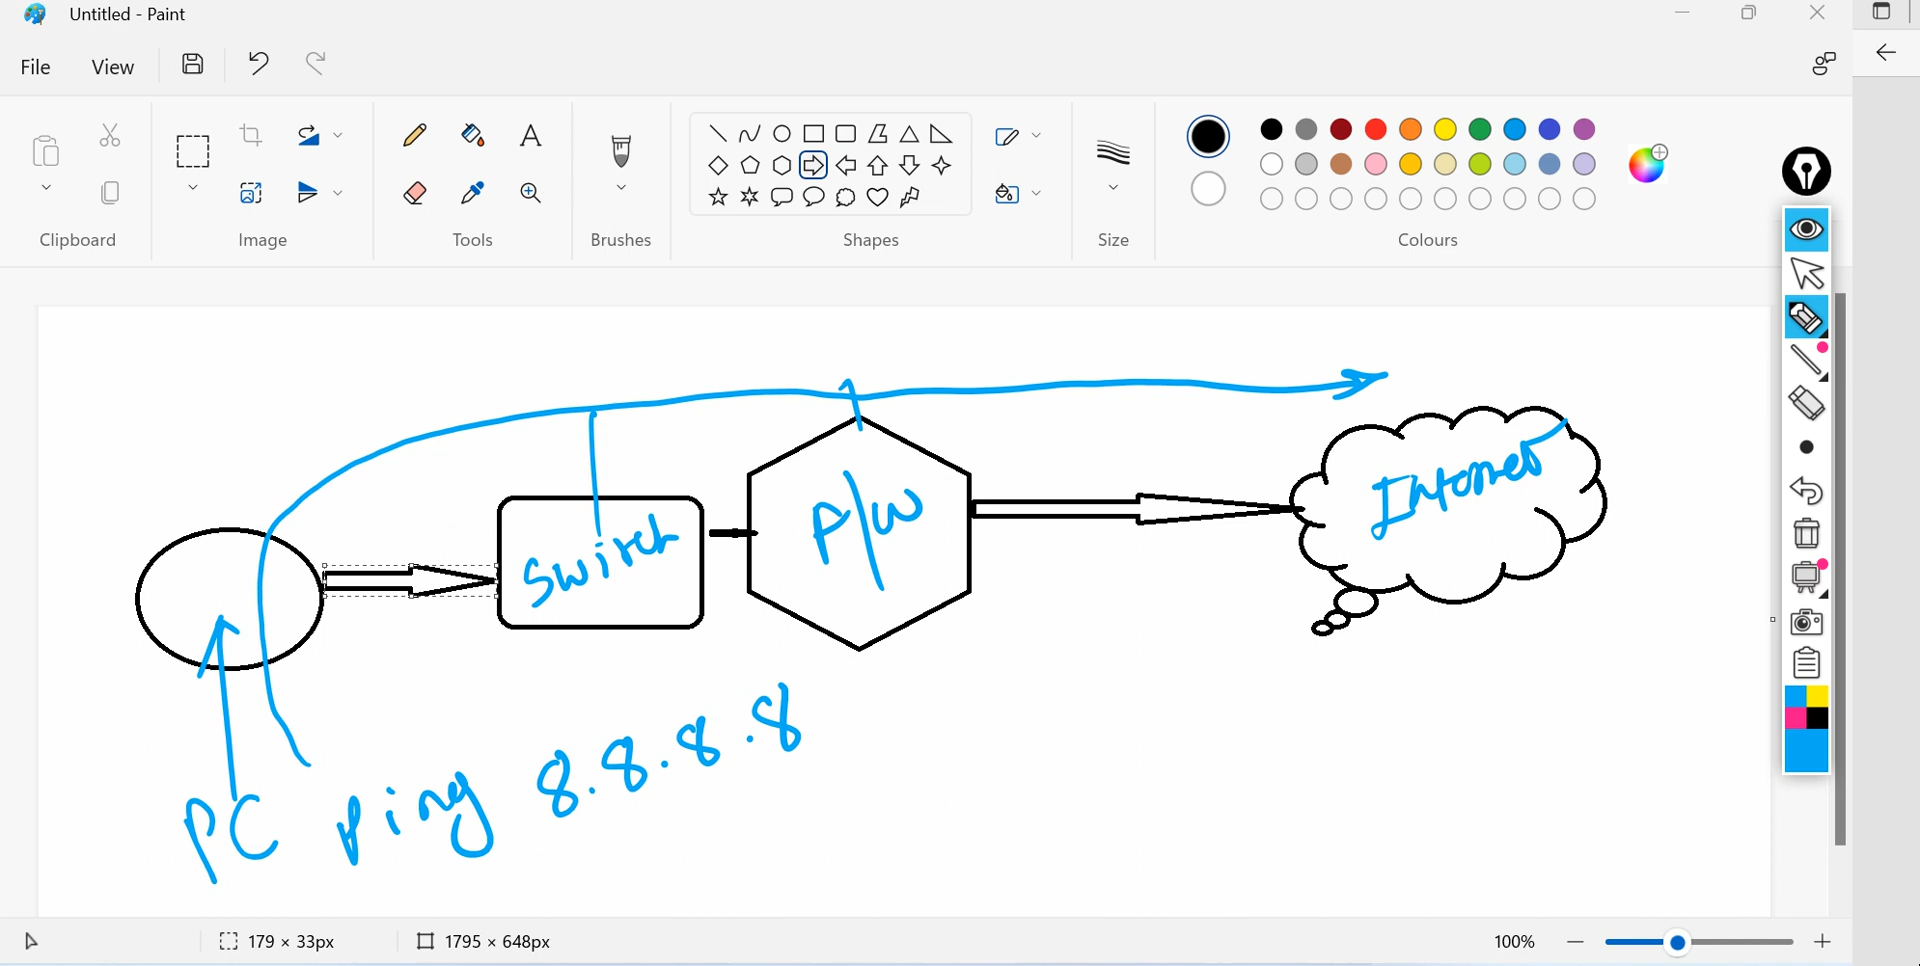 Untitled - Paint
File View
Clipboard
Image
Tools
Brushes
Shapes
Size
Colours
Switch
F/W
Internet
PC ping 8.8.8.8
179 × 33px
1795 × 648px
100%